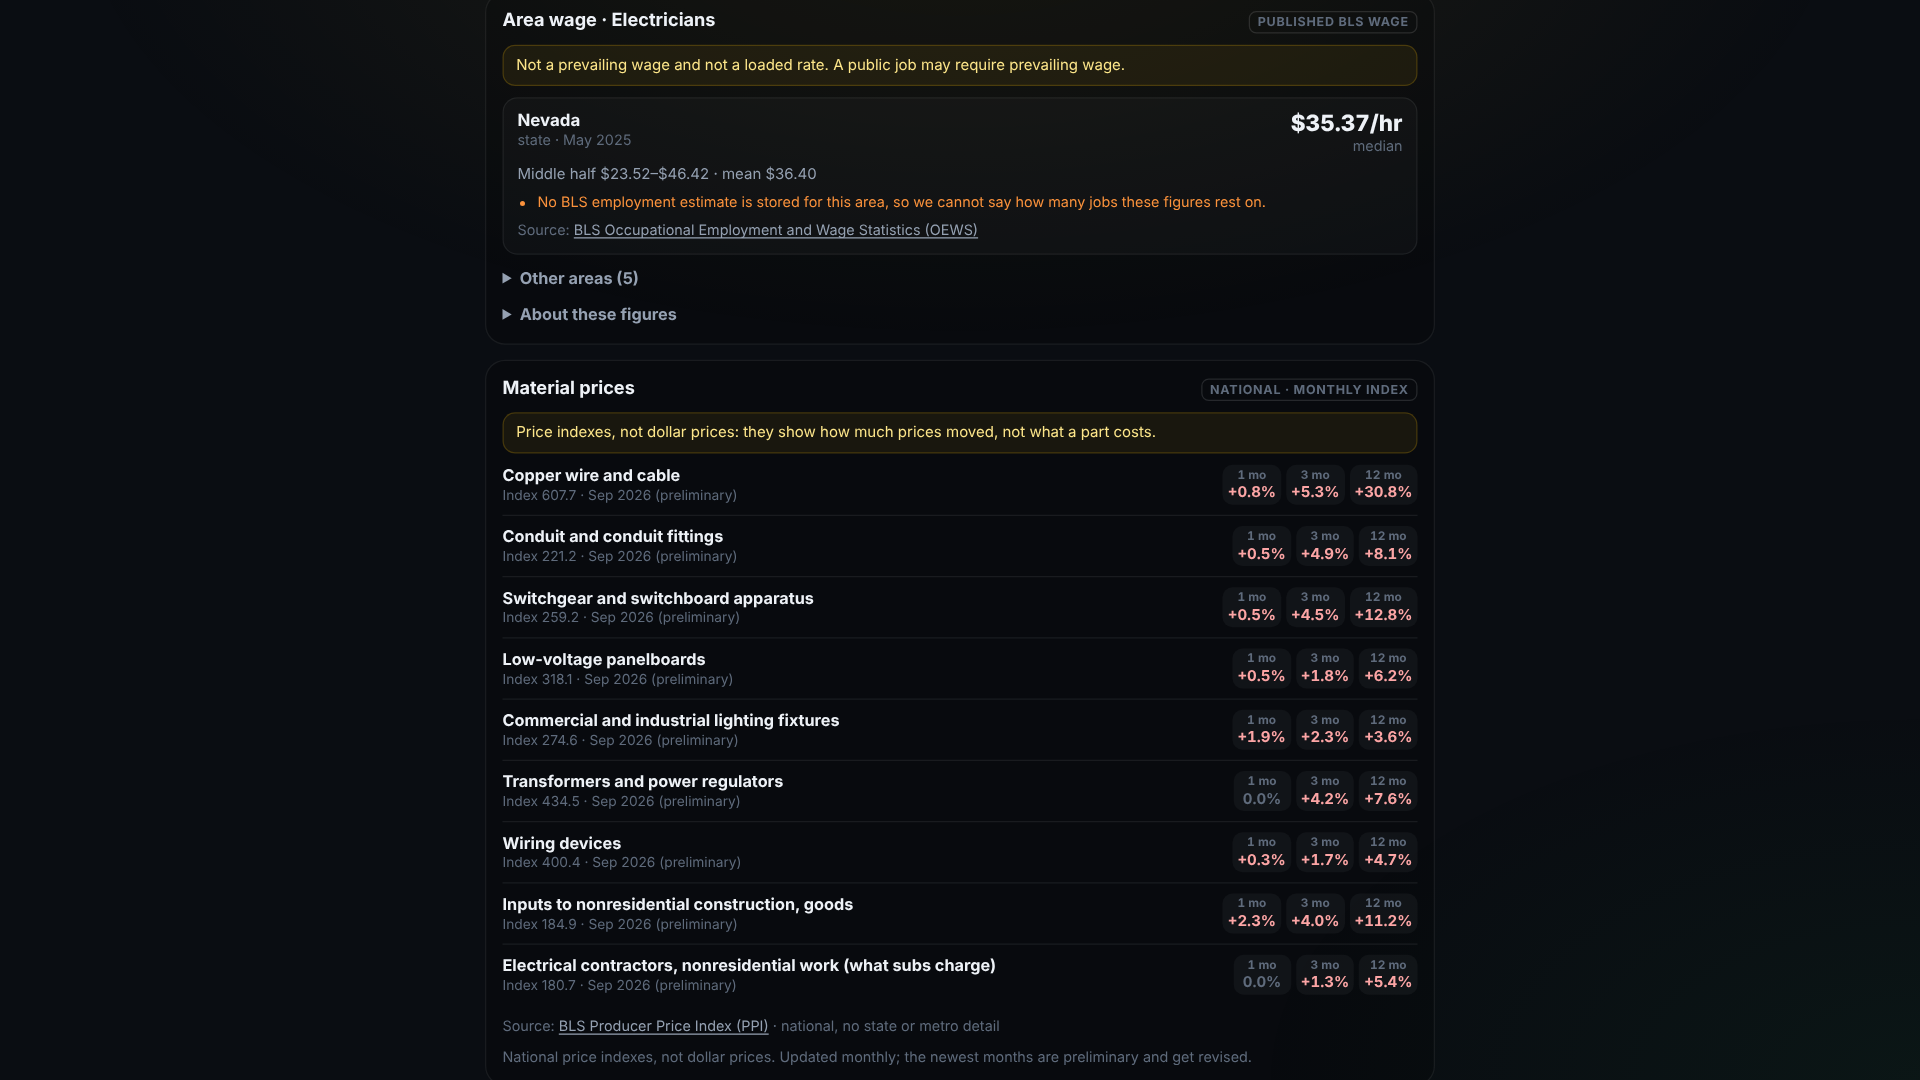 Area wage · Electricians
PUBLISHED BLS WAGE
Not a prevailing wage and not a loaded rate. A public job may require prevailing wage.
Nevada
$35.37/hr
state · May 2025
median
Middle half $23.52–$46.42 · mean $36.40
• No BLS employment estimate is stored for this area, so we cannot say how many jobs these figures rest on.
Source: BLS Occupational Employment and Wage Statistics (OEWS)
▶ Other areas (5)
▶ About these figures
Material prices
NATIONAL · MONTHLY INDEX
Price indexes, not dollar prices: they show how much prices moved, not what a part costs.
Copper wire and cable
Index 607.7 · Sep 2026 (preliminary)
1 mo 3 mo 12 mo
+0.8% +5.3% +30.8%
Conduit and conduit fittings
Index 221.2 · Sep 2026 (preliminary)
1 mo 3 mo 12 mo
+0.5% +4.9% +8.1%
Switchgear and switchboard apparatus
Index 259.2 · Sep 2026 (preliminary)
1 mo 3 mo 12 mo
+0.5% +4.5% +12.8%
Low-voltage panelboards
Index 318.1 · Sep 2026 (preliminary)
1 mo 3 mo 12 mo
+0.5% +1.8% +6.2%
Commercial and industrial lighting fixtures
Index 274.6 · Sep 2026 (preliminary)
1 mo 3 mo 12 mo
+1.9% +2.3% +3.6%
Transformers and power regulators
Index 434.5 · Sep 2026 (preliminary)
1 mo 3 mo 12 mo
0.0% +4.2% +7.6%
Wiring devices
Index 400.4 · Sep 2026 (preliminary)
1 mo 3 mo 12 mo
+0.3% +1.7% +4.7%
Inputs to nonresidential construction, goods
Index 184.9 · Sep 2026 (preliminary)
1 mo 3 mo 12 mo
+2.3% +4.0% +11.2%
Electrical contractors, nonresidential work (what subs charge)
Index 180.7 · Sep 2026 (preliminary)
1 mo 3 mo 12 mo
0.0% +1.3% +5.4%
Source: BLS Producer Price Index (PPI) · national, no state or metro detail
National price indexes, not dollar prices. Updated monthly; the newest months are preliminary and get revised.